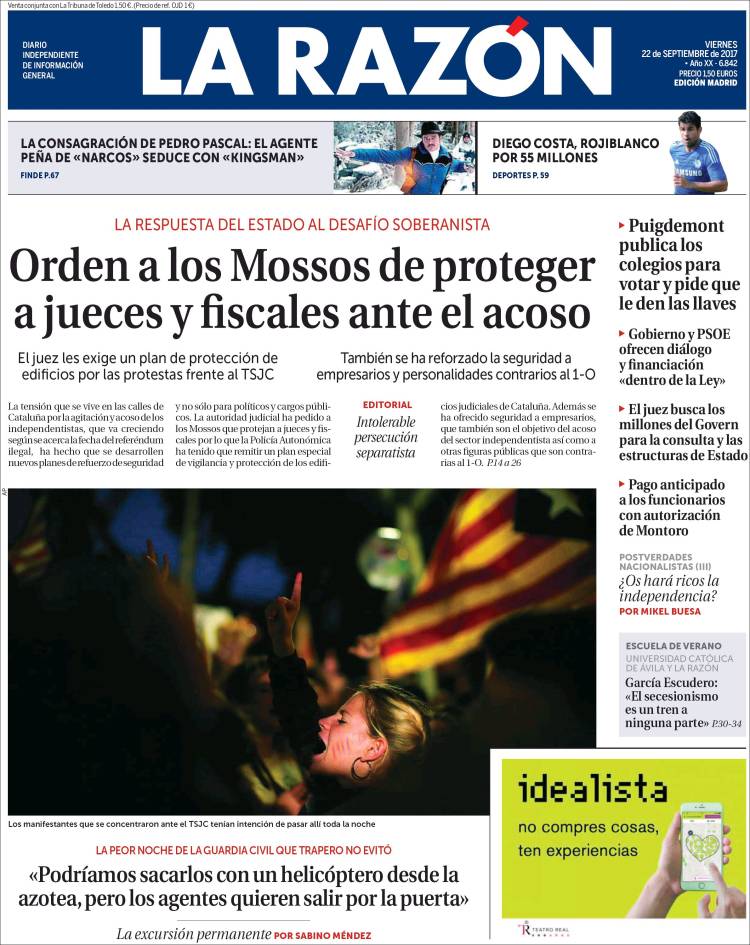 Venta conjunta con La Tribuna de Toledo 1,50 €. (Precio de ref. OJD 1 €)
DIARIO
INDEPENDIENTE
DE INFORMACIÓN
GENERAL
LA RAZÓN
VIERNES
22 de SEPTIEMBRE de 2017
• Año XX - 6.842
PRECIO 1,50 EUROS
EDICIÓN MADRID
LA CONSAGRACIÓN DE PEDRO PASCAL: EL AGENTE
PEÑA DE «NARCOS» SEDUCE CON «KINGSMAN»
FINDE P. 67
DIEGO COSTA, ROJIBLANCO
POR 55 MILLONES
DEPORTES P. 59
SAMSUNG
LA RESPUESTA DEL ESTADO AL DESAFÍO SOBERANISTA
Orden a los Mossos de proteger
a jueces y fiscales ante el acoso
El juez les exige un plan de protección de
edificios por las protestas frente al TSJC
También se ha reforzado la seguridad a
empresarios y personalidades contrarios al 1-O
La tensión que se vive en las calles de
Cataluña por la agitación y acoso de los
independentistas, que va creciendo
según se acerca la fecha del referéndum
ilegal, ha hecho que se desarrollen
nuevos planes de refuerzo de seguridad
y no sólo para políticos y cargos públi-
cos. La autoridad judicial ha pedido a
los Mossos que protejan a jueces y fis-
cales por lo que la Policía Autonómica
ha tenido que remitir un plan especial
de vigilancia y protección de los edifi-
EDITORIAL
Intolerable
persecución
separatista
cios judiciales de Cataluña. Además se
ha ofrecido seguridad a empresarios,
que también son el objetivo del acoso
del sector independentista así como a
otras figuras públicas que son contra-
rias al 1-O. P.14 a 26
AP
Los manifestantes que se concentraron ante el TSJC tenían intención de pasar allí toda la noche
LA PEOR NOCHE DE LA GUARDIA CIVIL QUE TRAPERO NO EVITÓ
«Podríamos sacarlos con un helicóptero desde la
azotea, pero los agentes quieren salir por la puerta»
La excursión permanente POR SABINO MÉNDEZ
Puigdemont
publica los
colegios para
votar y pide que
le den las llaves
Gobierno y PSOE
ofrecen diálogo
y financiación
«dentro de la Ley»
El juez busca los
millones del Govern
para la consulta y las
estructuras de Estado
Pago anticipado
a los funcionarios
con autorización
de Montoro
POSTVERDADES
NACIONALISTAS (III)
¿Os hará ricos la
independencia?
POR MIKEL BUESA
ESCUELA DE VERANO
UNIVERSIDAD CATÓLICA
DE ÁVILA Y LA RAZÓN
García Escudero:
«El secesionismo
es un tren a
ninguna parte» P.30-34
idealista
no compres cosas,
ten experiencias
TEATRO REAL